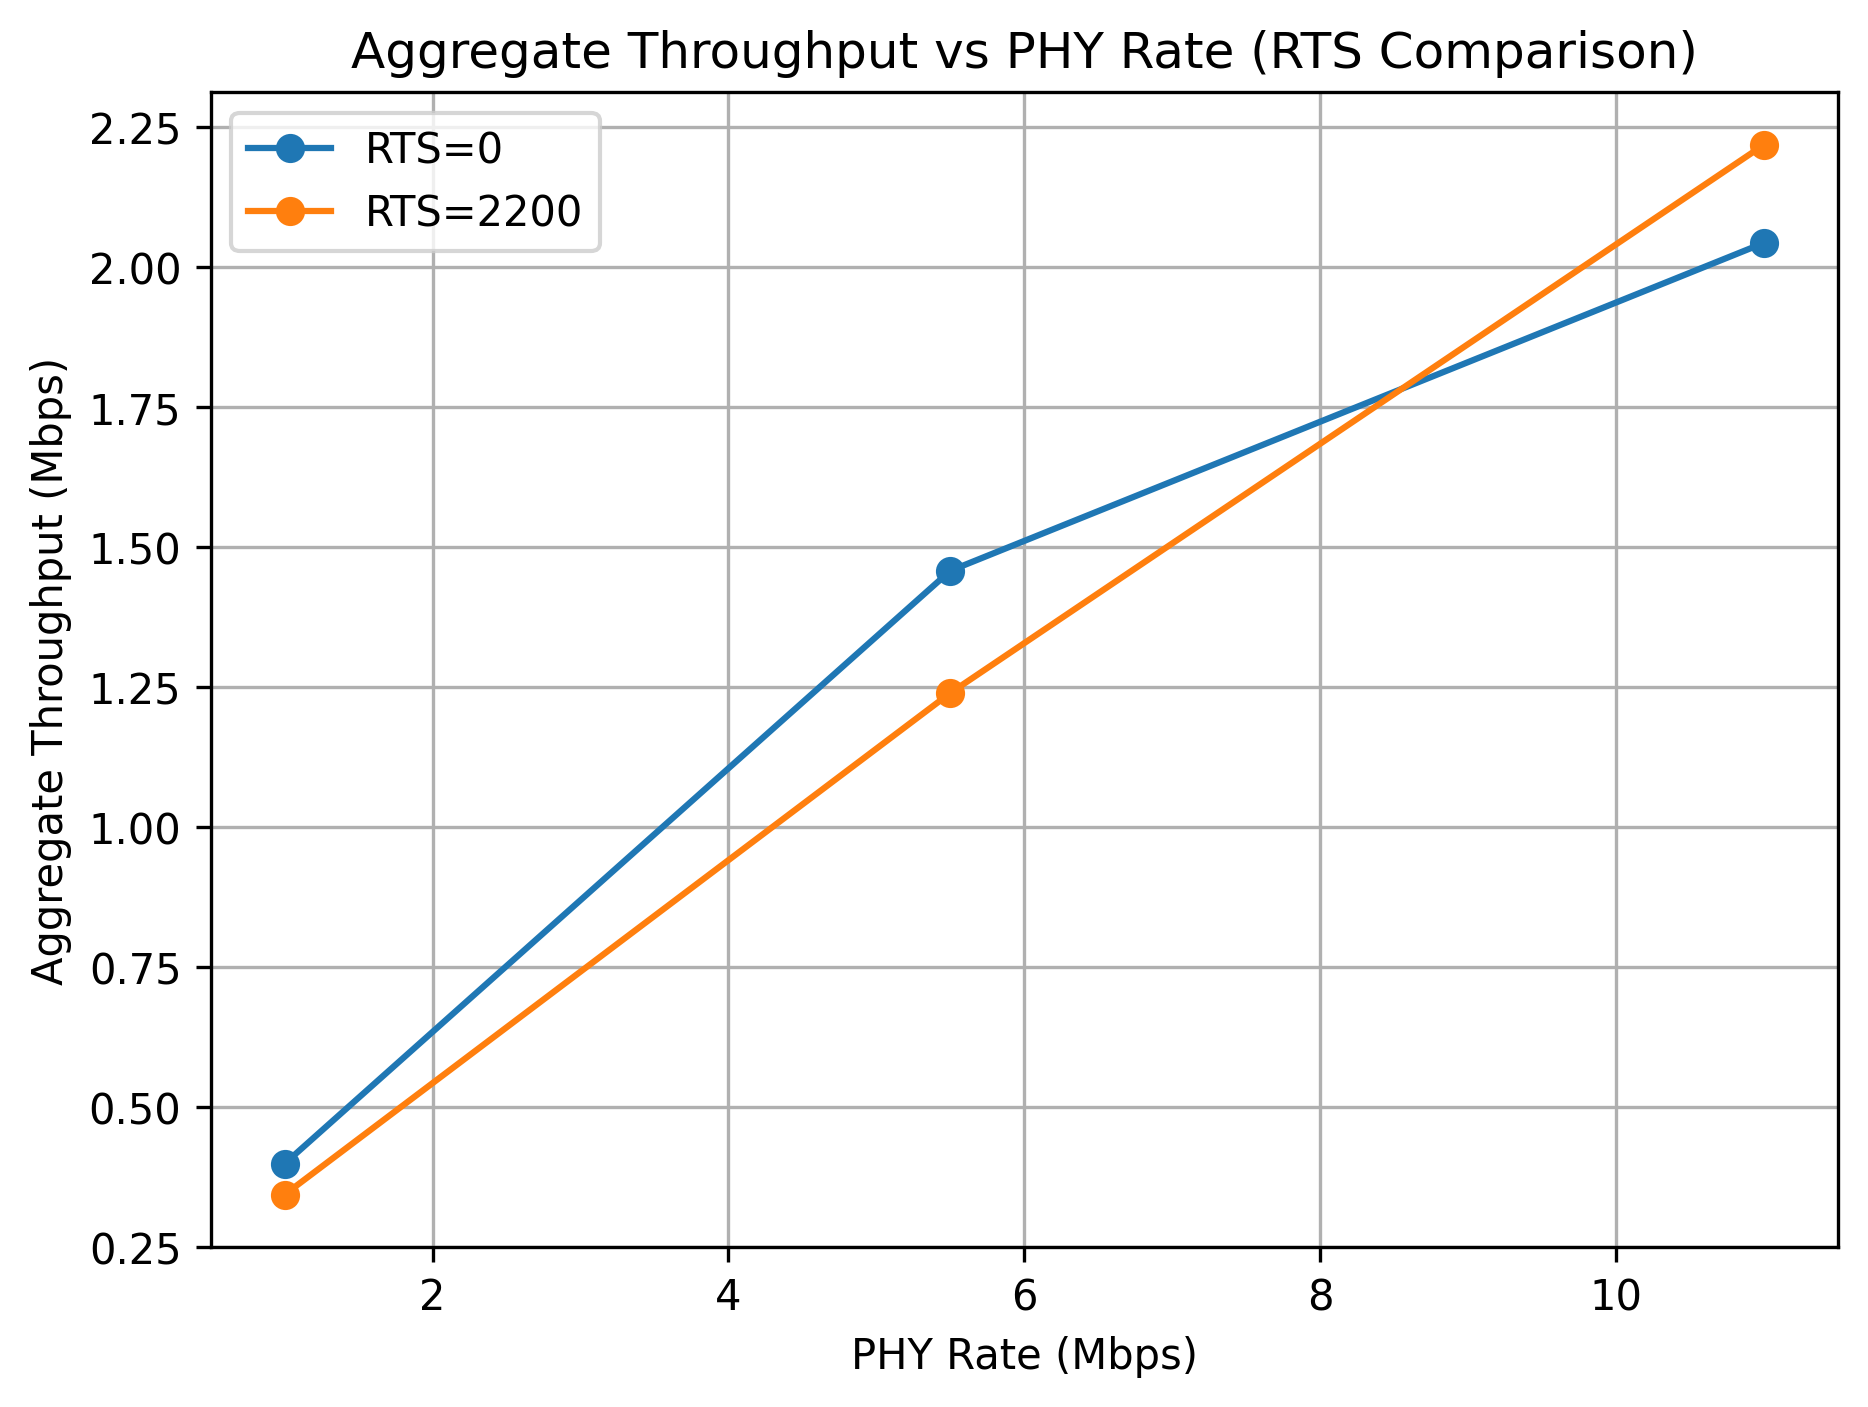 Aggregate Throughput vs PHY Rate (RTS Comparison)
RTS=0
RTS=2200
Aggregate Throughput (Mbps)
2.25
2.00
1.75
1.50
1.25
1.00
0.75
0.50
0.25
2 4 6 8 10
PHY Rate (Mbps)